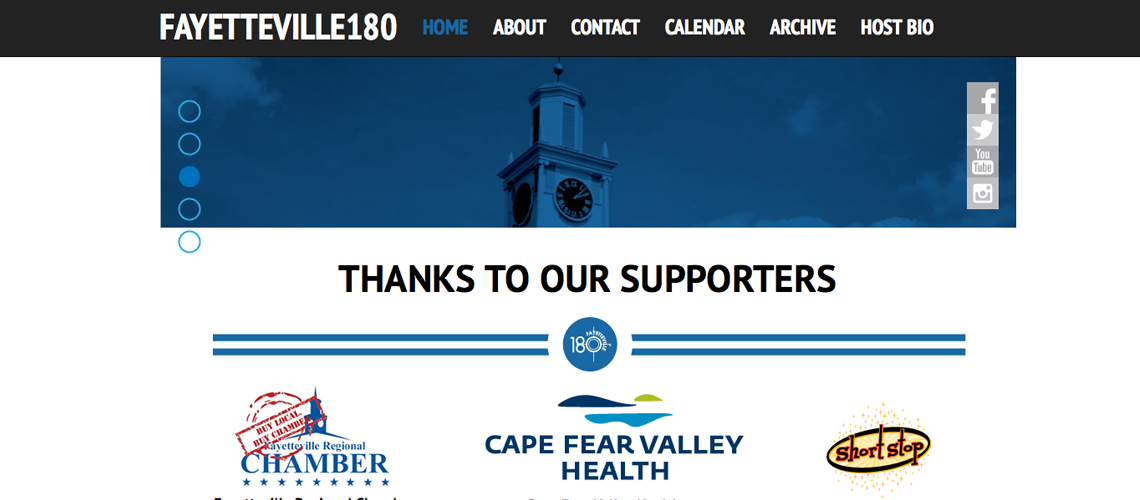 FAYETTEVILLE180 HOME ABOUT CONTACT CALENDAR ARCHIVE HOST BIO
You
Tube
THANKS TO OUR SUPPORTERS
FAYETTEVILLE
180
BUY LOCAL
BUY CHAMBER
Fayetteville Regional
CHAMBER
CAPE FEAR VALLEY
HEALTH
short stop